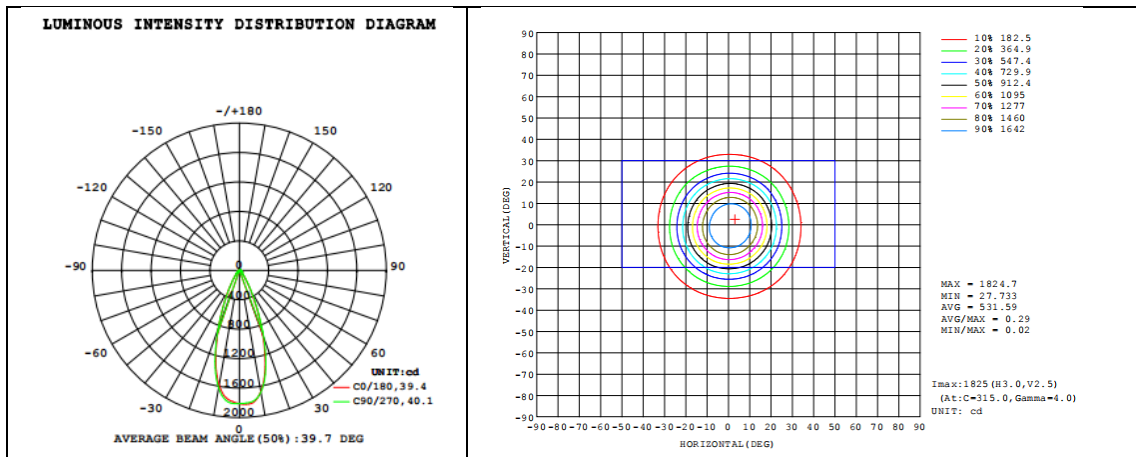 LUMINOUS INTENSITY DISTRIBUTION DIAGRAM
-/+180
-150
150
-120
120
-90
90
-60
60
-30
30
0
0
400
800
1200
1600
2000
UNIT:cd
C0/180,39.4
C90/270,40.1
AVERAGE BEAM ANGLE(50%):39.7 DEG
90
80
70
60
50
40
30
20
10
0
-10
-20
-30
-40
-50
-60
-70
-80
-90
VERTICAL(DEG)
-90 -80 -70 -60 -50 -40 -30 -20 -10 0 10 20 30 40 50 60 70 80 90
HORIZONTAL(DEG)
10% 182.5
20% 364.9
30% 547.4
40% 729.9
50% 912.4
60% 1095
70% 1277
80% 1460
90% 1642
MAX = 1824.7
MIN = 27.733
AVG = 531.59
AVG/MAX = 0.29
MIN/MAX = 0.02
Imax:1825(H3.0,V2.5)
(At:C=315.0,Gamma=4.0)
UNIT: cd